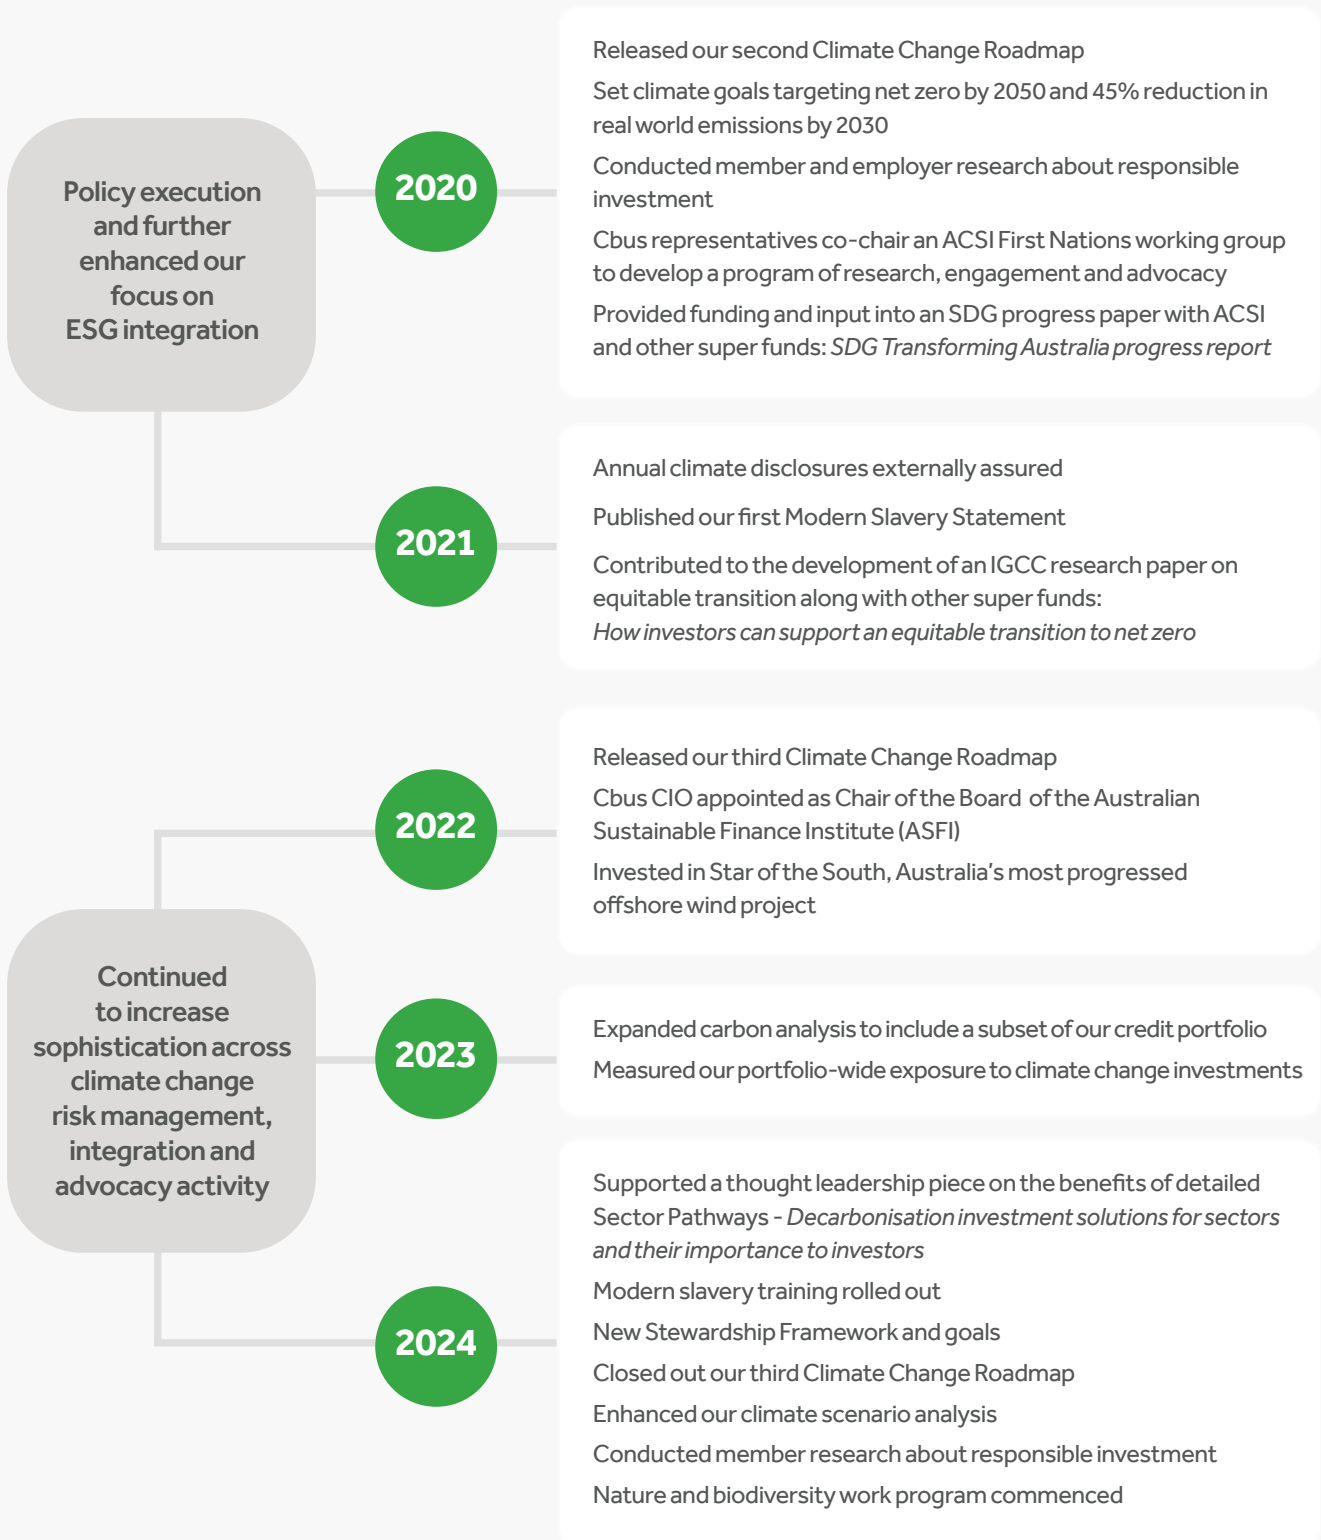 Policy execution
and further
enhanced our
focus on
ESG integration
2020
Released our second Climate Change Roadmap
Set climate goals targeting net zero by 2050 and 45% reduction in
real world emissions by 2030
Conducted member and employer research about responsible
investment
Cbus representatives co-chair an ACSI First Nations working group
to develop a program of research, engagement and advocacy
Provided funding and input into an SDG progress paper with ACSI
and other super funds: SDG Transforming Australia progress report
2021
Annual climate disclosures externally assured
Published our first Modern Slavery Statement
Contributed to the development of an IGCC research paper on
equitable transition along with other super funds:
How investors can support an equitable transition to net zero
Continued
to increase
sophistication across
climate change
risk management,
integration and
advocacy activity
2022
Released our third Climate Change Roadmap
Cbus CIO appointed as Chair of the Board of the Australian
Sustainable Finance Institute (ASFI)
Invested in Star of the South, Australia's most progressed
offshore wind project
2023
Expanded carbon analysis to include a subset of our credit portfolio
Measured our portfolio-wide exposure to climate change investments
2024
Supported a thought leadership piece on the benefits of detailed
Sector Pathways - Decarbonisation investment solutions for sectors
and their importance to investors
Modern slavery training rolled out
New Stewardship Framework and goals
Closed out our third Climate Change Roadmap
Enhanced our climate scenario analysis
Conducted member research about responsible investment
Nature and biodiversity work program commenced